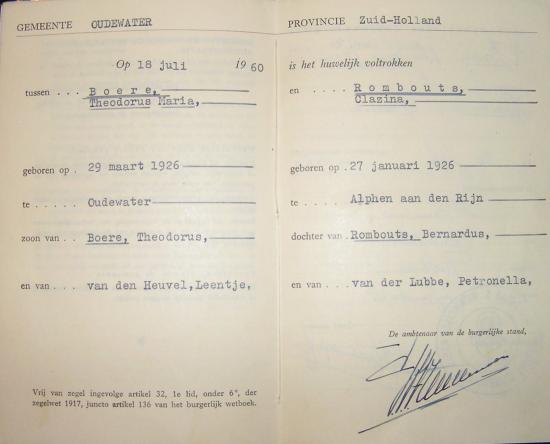 GEMEENTE OUDEWATER
Op 18 juli 1960
tussen . . . Boere,
Theodorus Maria,
geboren op . 29 maart 1926
te . . . . . Oudewater
zoon van . . Boere, Theodorus,
en van . . . van den Heuvel, Leentje,
Vrij van zegel ingevolge artikel 32, 1e lid, onder 6°, der
zegelwet 1917, juncto artikel 136 van het burgerlijk wetboek.
PROVINCIE Zuid-Holland
is het huwelijk voltrokken
en . . . . Rombouts,
Clazina,
geboren op . 27 januari 1926
te . . . . . Alphen aan den Rijn
dochter van . Rombouts, Bernardus,
en van . . . van der Lubbe, Petronella,
De ambtenaar van de burgerlijke stand,